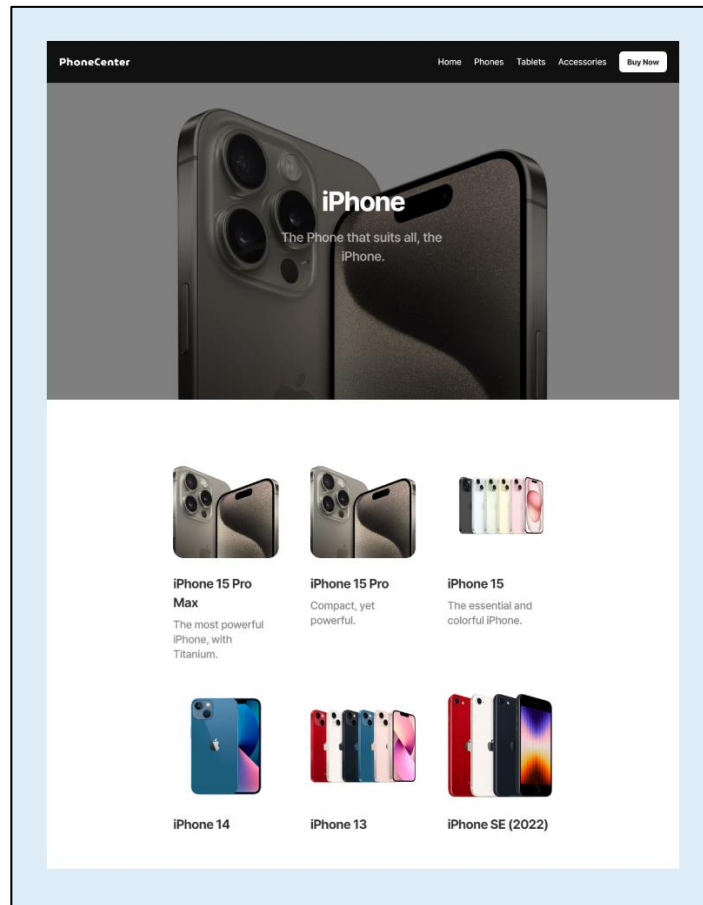 PhoneCenter
Home Phones Tablets Accessories Buy Now
iPhone
The Phone that suits all, the
iPhone.
iPhone 15 Pro
Max
The most powerful
iPhone, with
Titanium.
iPhone 15 Pro
Compact, yet
powerful.
iPhone 15
The essential and
colorful iPhone.
iPhone 14
iPhone 13
iPhone SE (2022)